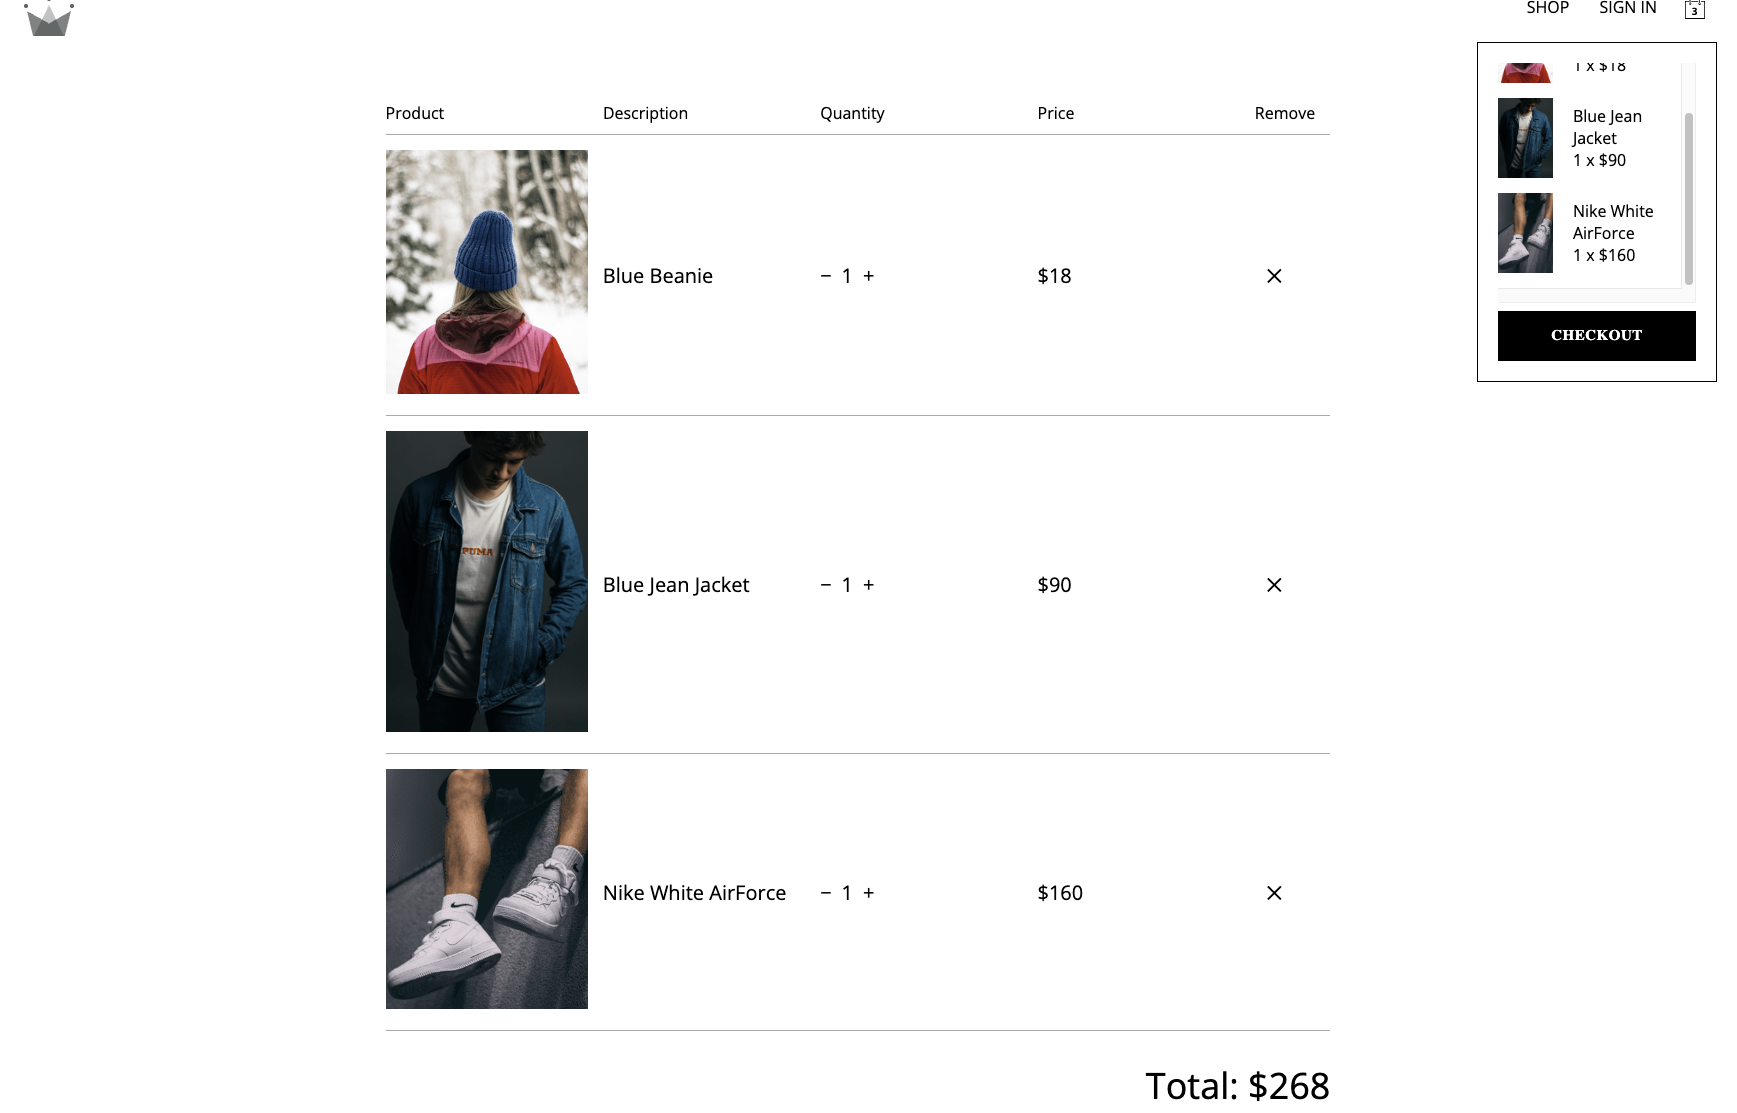 SHOP SIGN IN 3
1 x $18
Blue Jean
Jacket
1 x $90
Nike White
AirForce
1 x $160
CHECKOUT
Product Description Quantity Price Remove
Blue Beanie − 1 + $18 ✕
PUMA
Blue Jean Jacket − 1 + $90 ✕
Nike White AirForce − 1 + $160 ✕
Total: $268